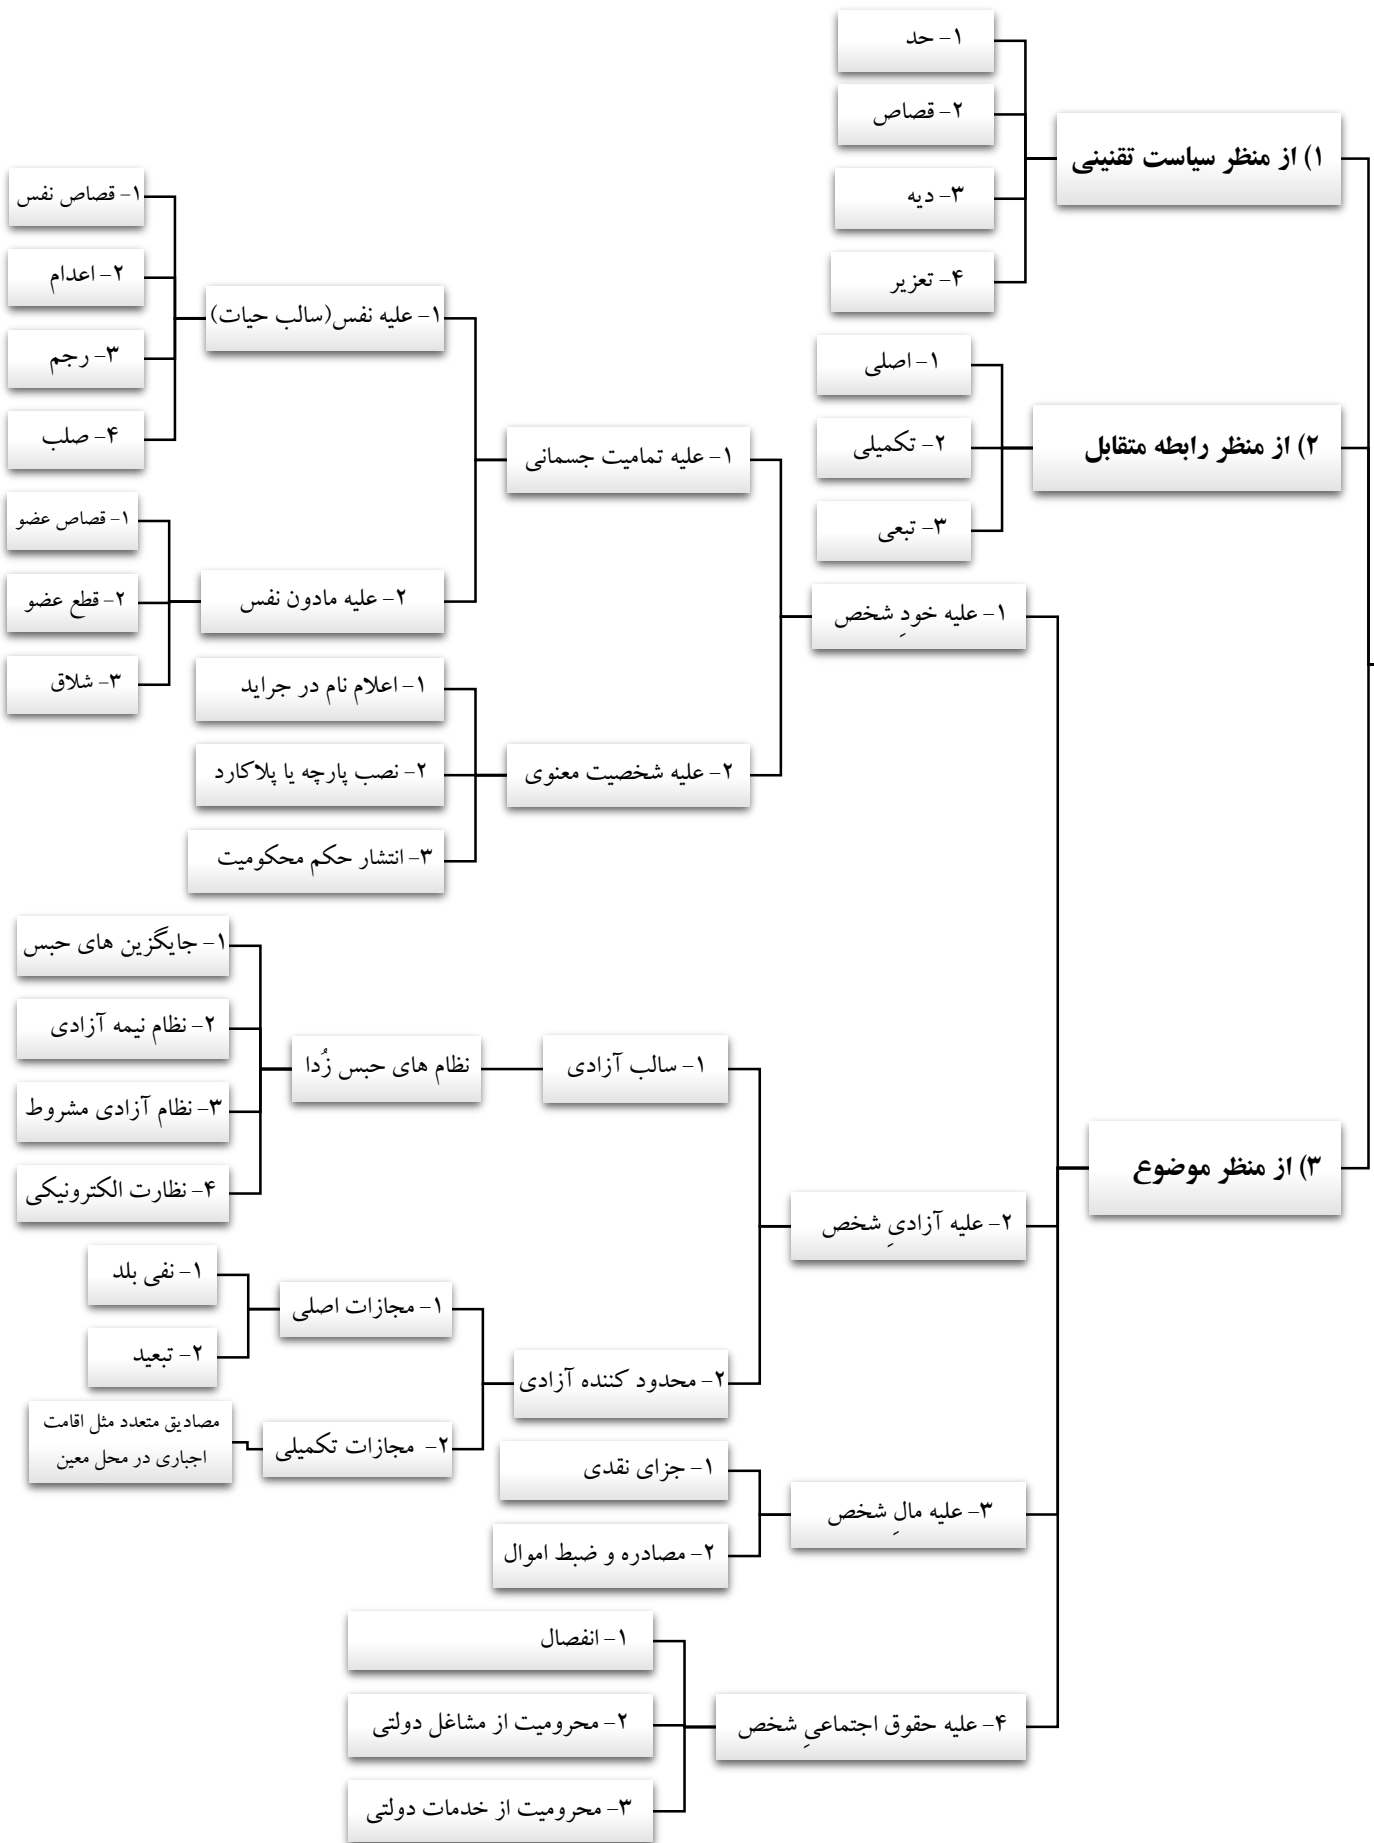 ۱) از منظر سیاست تقنینی
۱- حد
۲- قصاص
۳- دیه
۴- تعزیر
۲) از منظر رابطه متقابل
۱- اصلی
۲- تکمیلی
۳- تبعی
۳) از منظر موضوع
۱- علیه خودِ شخص
۱- علیه تمامیت جسمانی
۱- علیه نفس(سالب حیات)
۱- قصاص نفس
۲- اعدام
۳- رجم
۴- صلب
۲- علیه مادون نفس
۱- قصاص عضو
۲- قطع عضو
۳- شلاق
۲- علیه شخصیت معنوی
۱- اعلام نام در جراید
۲- نصب پارچه یا پلاکارد
۳- انتشار حکم محکومیت
۲- علیه آزادیِ شخص
۱- سالب آزادی
نظام های حبس زُدا
۱- جایگزین های حبس
۲- نظام نیمه آزادی
۳- نظام آزادی مشروط
۴- نظارت الکترونیکی
۲- محدود کننده آزادی
۱- مجازات اصلی
۱- نفی بلد
۲- تبعید
۲- مجازات تکمیلی
مصادیق متعدد مثل اقامت
اجباری در محل معین
۳- علیه مالِ شخص
۱- جزای نقدی
۲- مصادره و ضبط اموال
۴- علیه حقوق اجتماعیِ شخص
۱- انفصال
۲- محرومیت از مشاغل دولتی
۳- محرومیت از خدمات دولتی